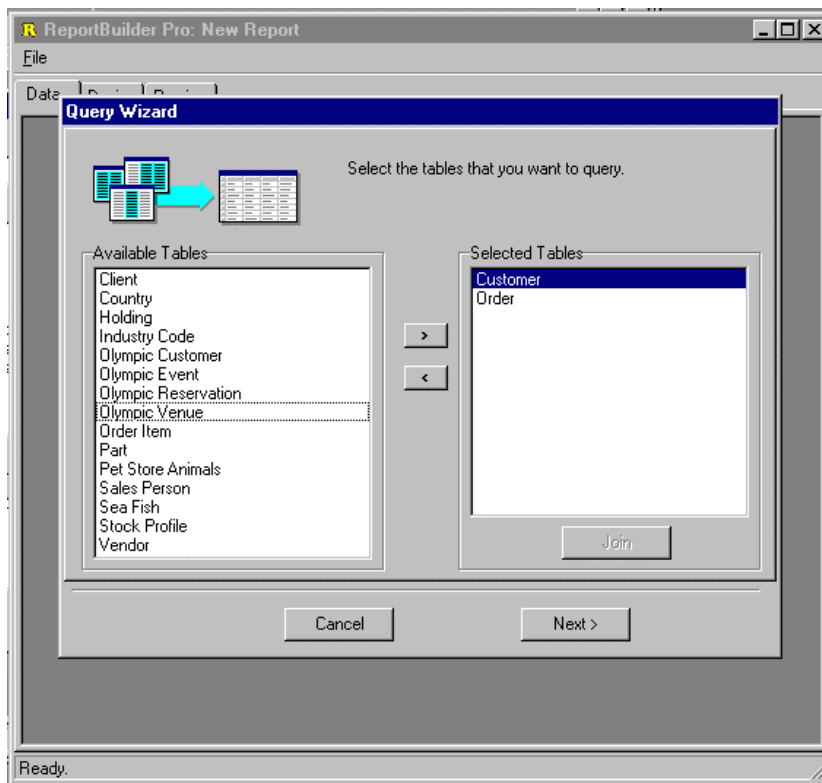 ReportBuilder Pro: New Report
File
Data
Query Wizard
Select the tables that you want to query.
Available Tables
Client
Country
Holding
Industry Code
Olympic Customer
Olympic Event
Olympic Reservation
Olympic Venue
Order Item
Part
Pet Store Animals
Sales Person
Sea Fish
Stock Profile
Vendor
>
<
Selected Tables
Customer
Order
Join
Cancel
Next >
Ready.